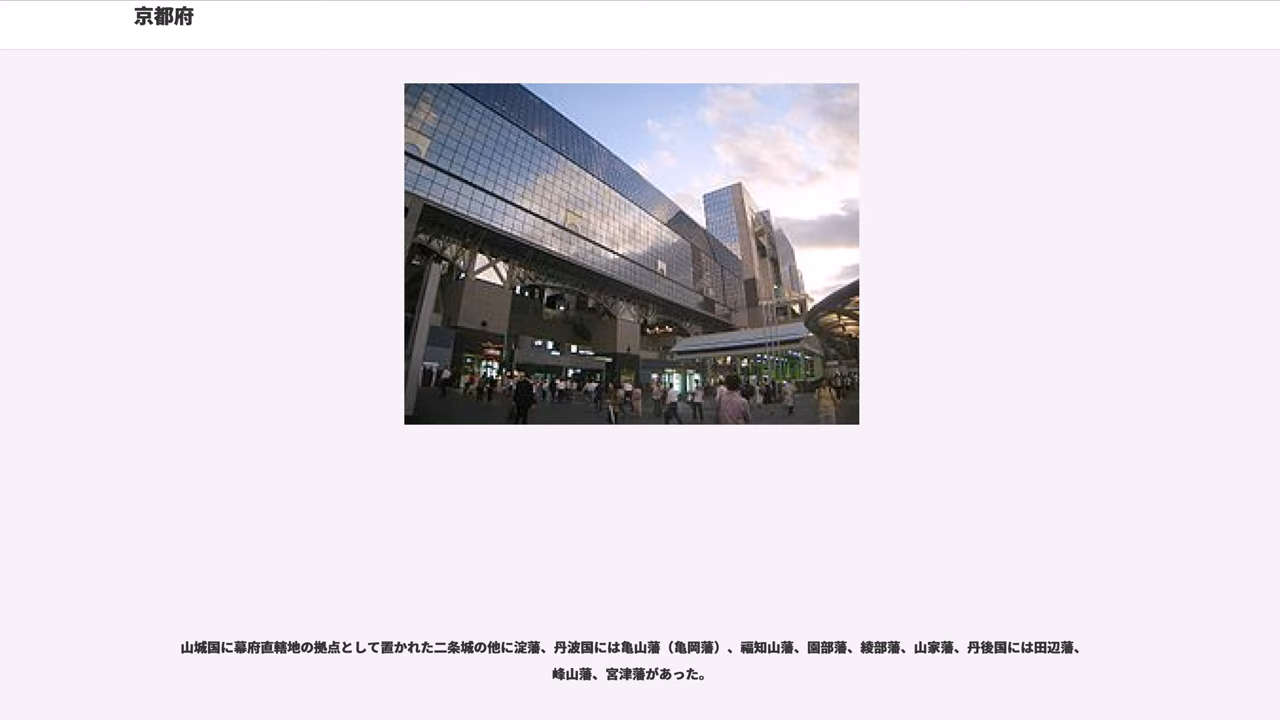 京都府
山城国に幕府直轄地の拠点として置かれた二条城の他に淀藩、丹波国には亀山藩（亀岡藩）、福知山藩、園部藩、綾部藩、山家藩、丹後国には田辺藩、
峰山藩、宮津藩があった。